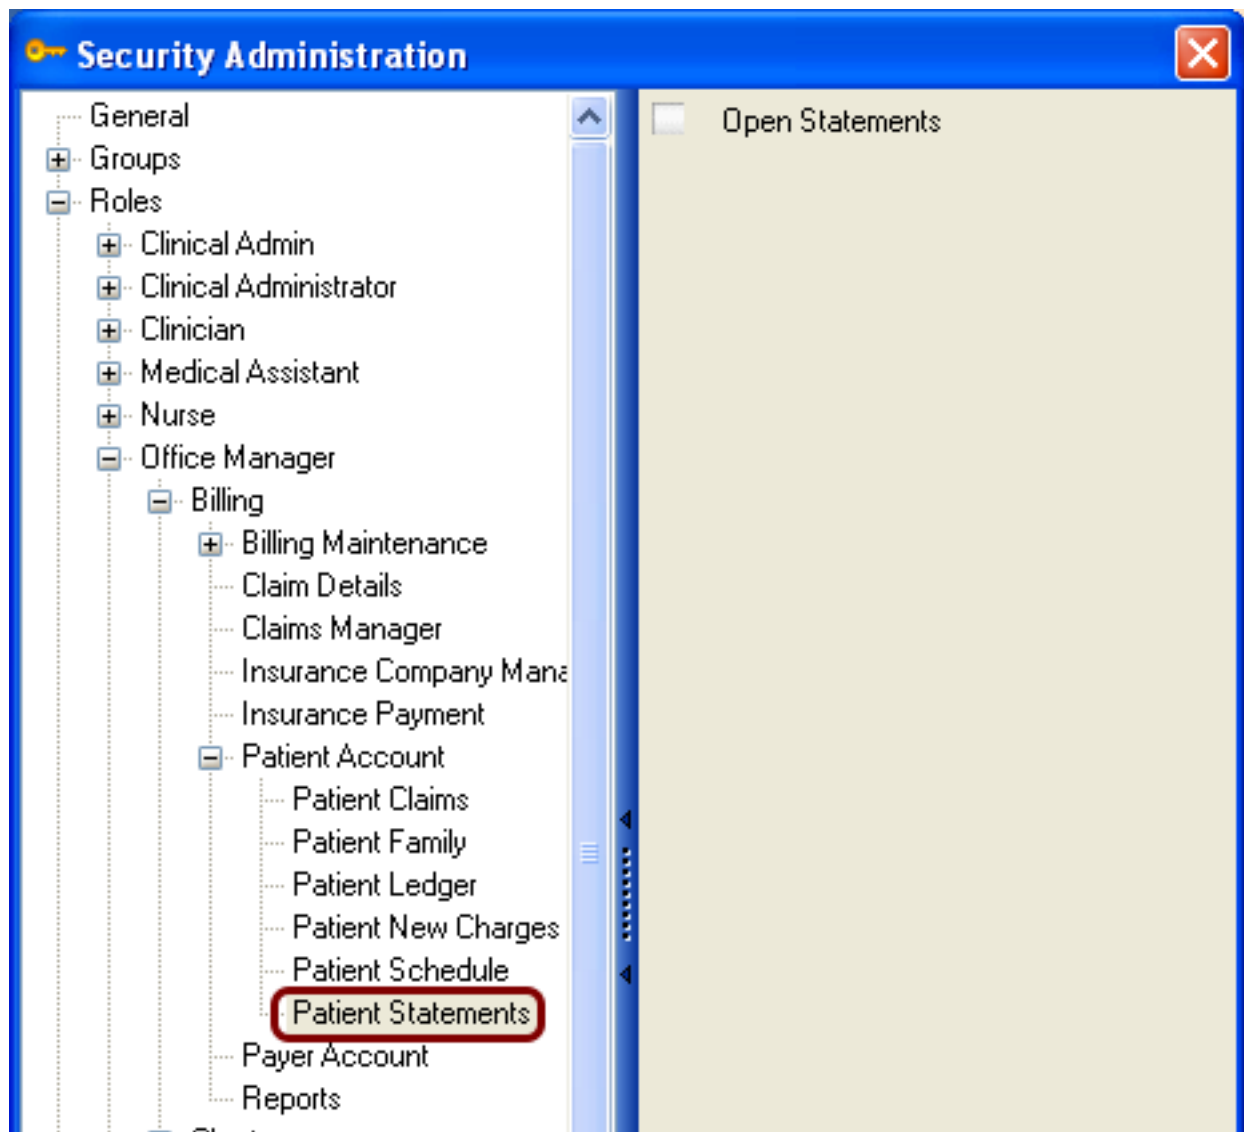 Security Administration
General
Groups
Roles
Clinical Admin
Clinical Administrator
Clinician
Medical Assistant
Nurse
Office Manager
Billing
Billing Maintenance
Claim Details
Claims Manager
Insurance Company Mana
Insurance Payment
Patient Account
Patient Claims
Patient Family
Patient Ledger
Patient New Charges
Patient Schedule
Patient Statements
Payer Account
Reports
Open Statements